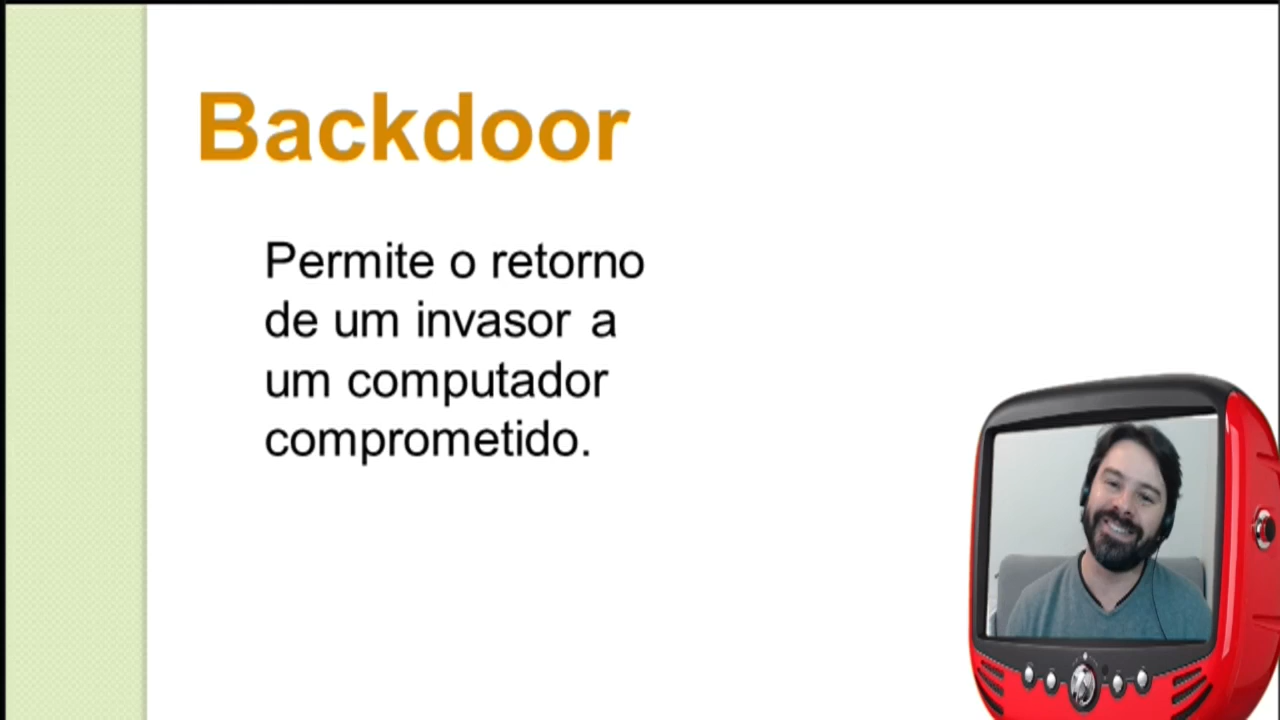 Backdoor
Permite o retorno
de um invasor a
um computador
comprometido.